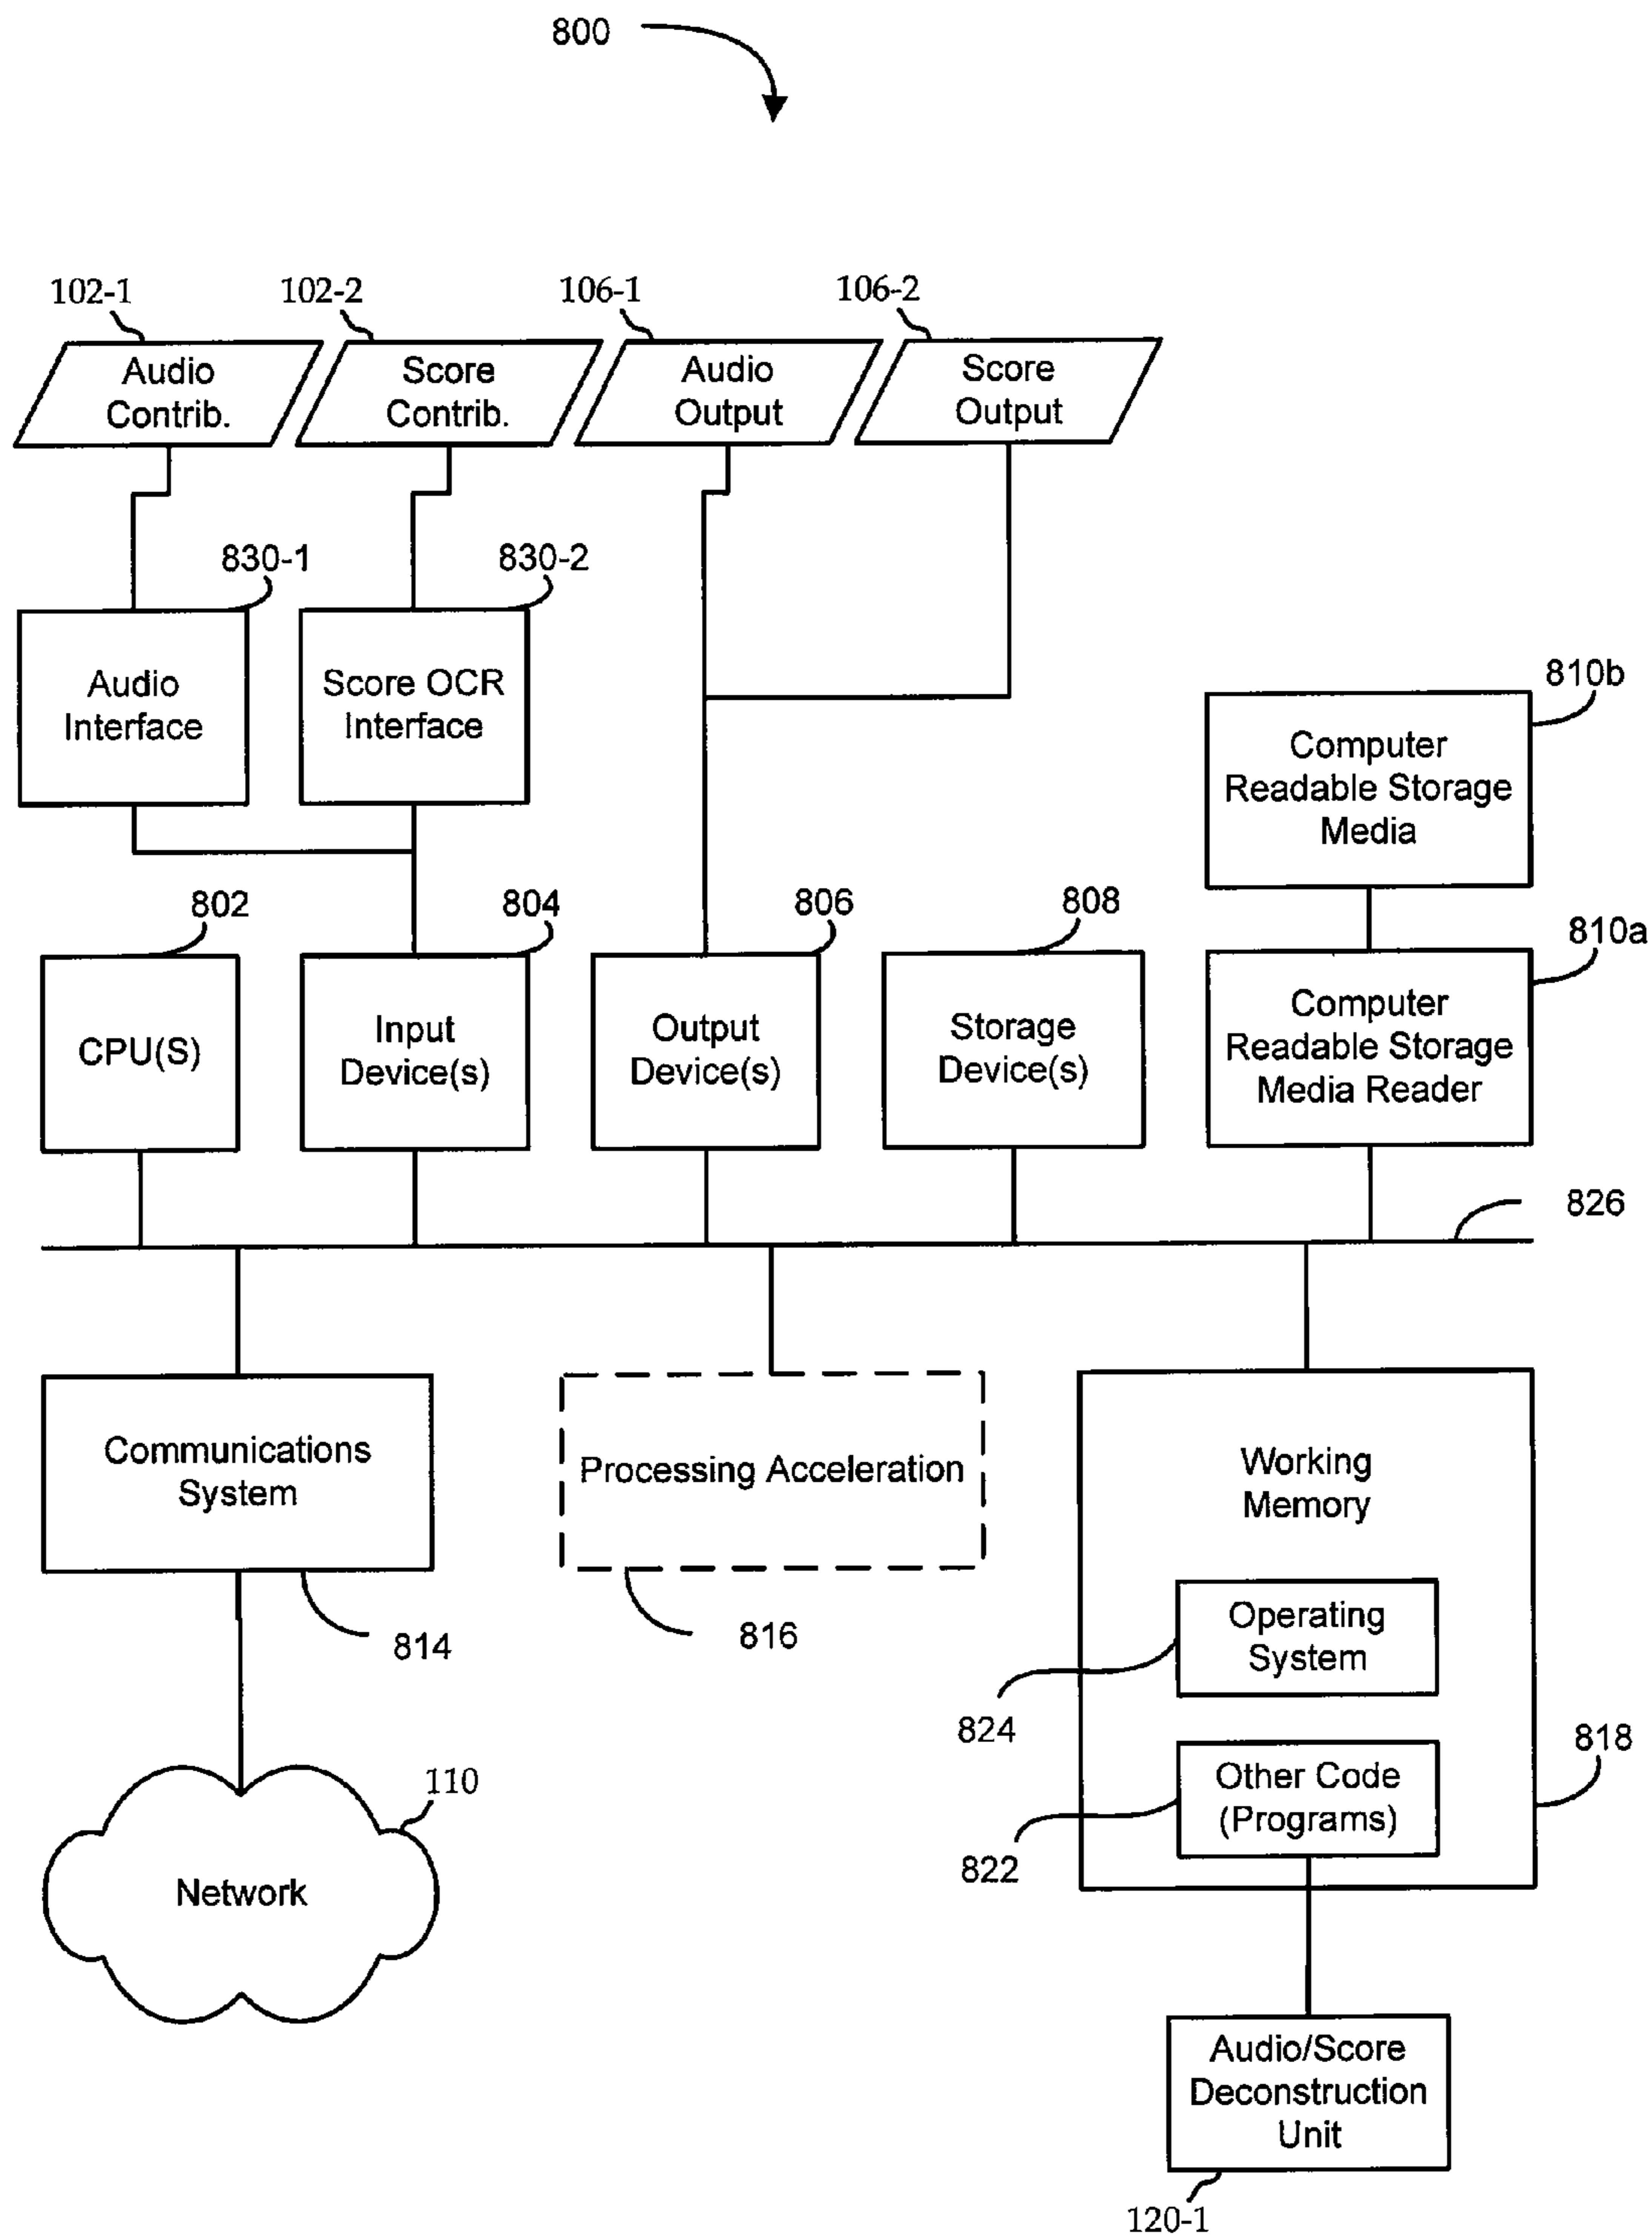 800
102-1
102-2
106-1
106-2
Audio
Contrib.
Score
Contrib.
Audio
Output
Score
Output
830-1
830-2
Audio
Interface
Score OCR
Interface
810b
Computer
Readable Storage
Media
802
804
806
808
810a
CPU(S)
Input
Device(s)
Output
Device(s)
Storage
Device(s)
Computer
Readable Storage
Media Reader
826
Communications
System
Processing Acceleration
Working
Memory
814
816
Operating
System
824
818
Other Code
(Programs)
822
110
Network
Audio/Score
Deconstruction
Unit
120-1